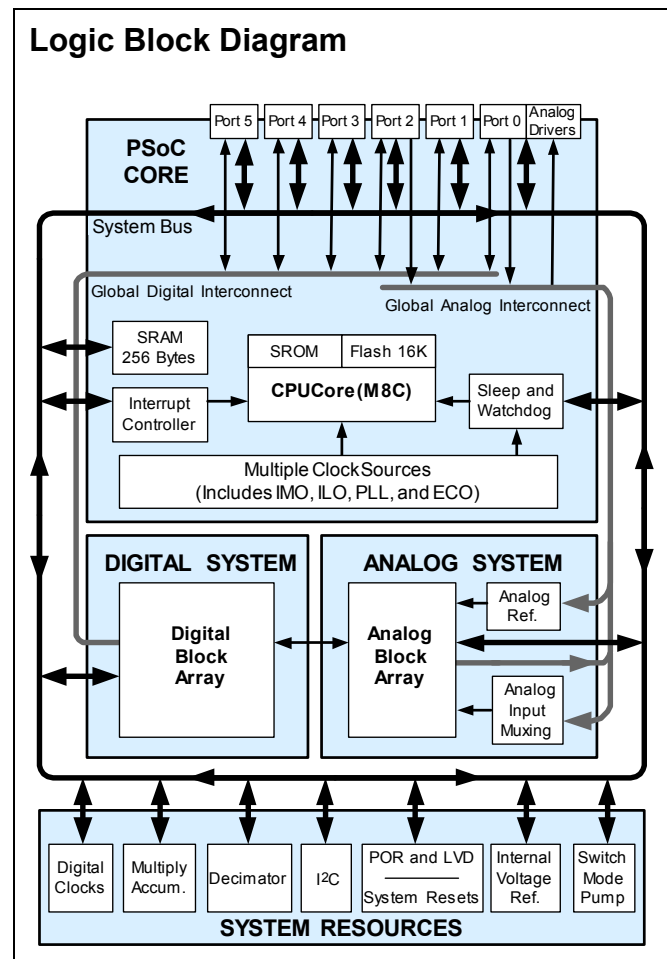 Logic Block Diagram
Port 5
Port 4
Port 3
Port 2
Port 1
Port 0
Analog
Drivers
PSoC
CORE
System Bus
Global Digital Interconnect
Global Analog Interconnect
SRAM
256 Bytes
SROM
Flash 16K
CPUCore(M8C)
Interrupt
Controller
Sleep and
Watchdog
Multiple Clock Sources
(Includes IMO, ILO, PLL, and ECO)
DIGITAL SYSTEM
ANALOG SYSTEM
Digital
Block
Array
Analog
Block
Array
Analog
Ref.
Analog
Input
Muxing
Digital
Clocks
Multiply
Accum.
Decimator
I²C
POR and LVD
System Resets
Internal
Voltage
Ref.
Switch
Mode
Pump
SYSTEM RESOURCES